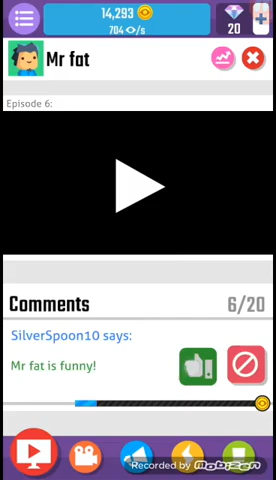 14,293
704 /s
20
Mr fat
Episode 6:
Comments
6/20
SilverSpoon10 says:
Mr fat is funny!
Recorded by MOBIZEN